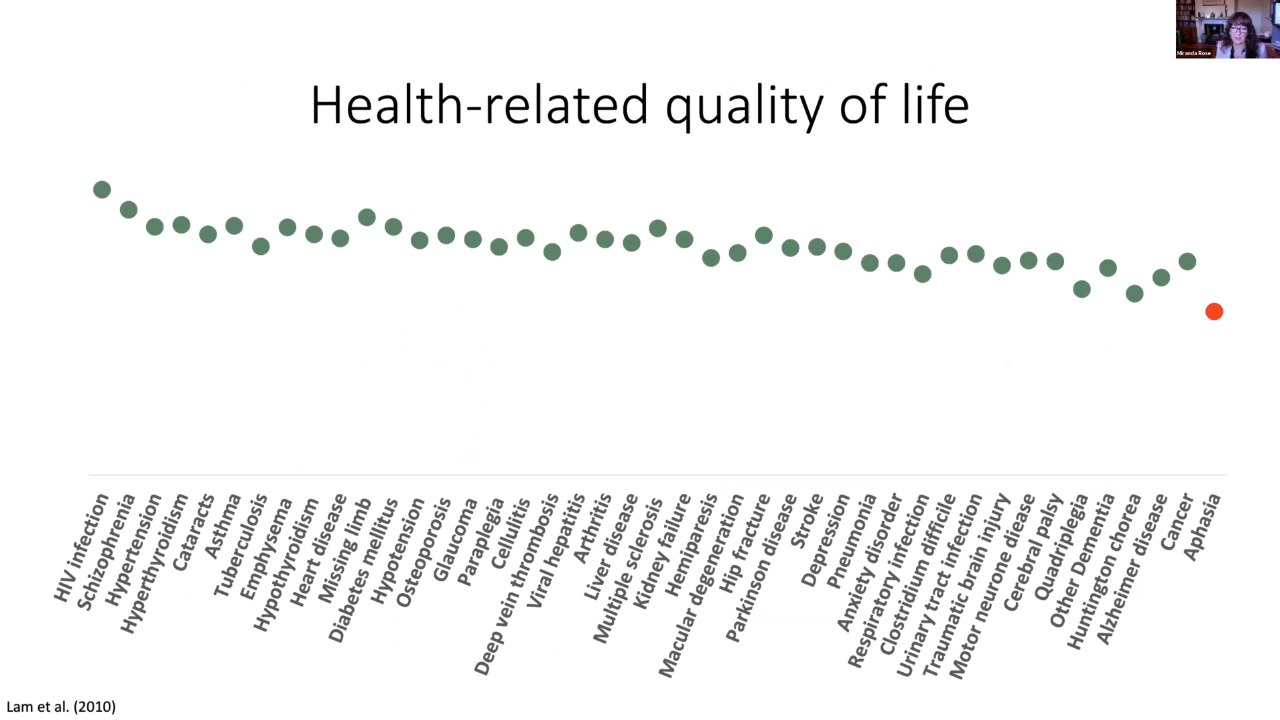 Miranda Rose
Health-related quality of life
HIV infection
Schizophrenia
Hypertension
Hyperthyroidism
Cataracts
Asthma
Tuberculosis
Emphysema
Hypothyroidism
Heart disease
Missing limb
Diabetes mellitus
Hypotension
Osteoporosis
Glaucoma
Paraplegia
Cellulitis
Deep vein thrombosis
Viral hepatitis
Arthritis
Liver disease
Multiple sclerosis
Kidney failure
Hemiparesis
Macular degeneration
Hip fracture
Parkinson disease
Stroke
Depression
Pneumonia
Anxiety disorder
Respiratory infection
Clostridium difficile
Urinary tract infection
Traumatic brain injury
Motor neurone disease
Cerebral palsy
Quadriplegia
Other Dementia
Huntington chorea
Alzheimer disease
Cancer
Aphasia
Lam et al. (2010)